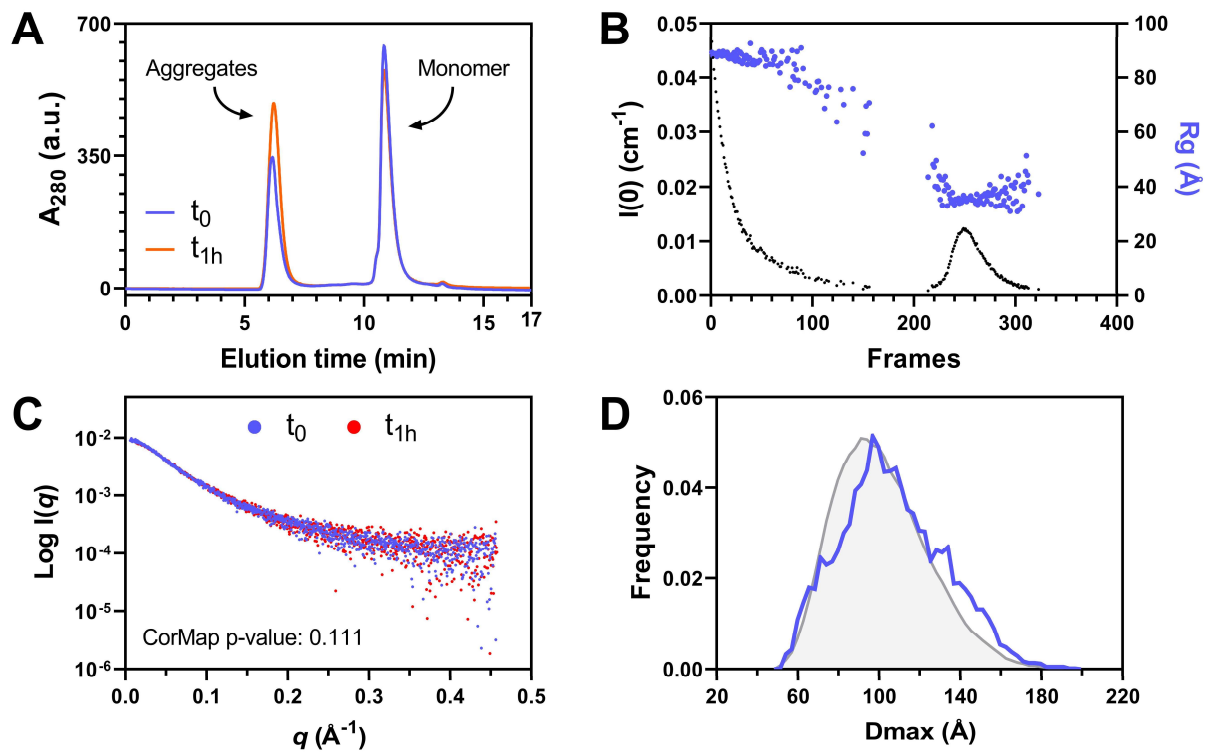 A
700
350
0
A280 (a.u.)
Aggregates
Monomer
t0
t1h
0
5
10
15
17
Elution time (min)
B
0.05
0.04
0.03
0.02
0.01
0.00
I(0) (cm-1)
100
80
60
40
20
0
Rg (Å)
0
100
200
300
400
Frames
C
10-2
10-3
10-4
10-5
10-6
Log I(q)
t0
t1h
CorMap p-value: 0.111
0.0
0.1
0.2
0.3
0.4
0.5
q (Å-1)
D
0.06
0.04
0.02
0.00
Frequency
20
60
100
140
180
220
Dmax (Å)